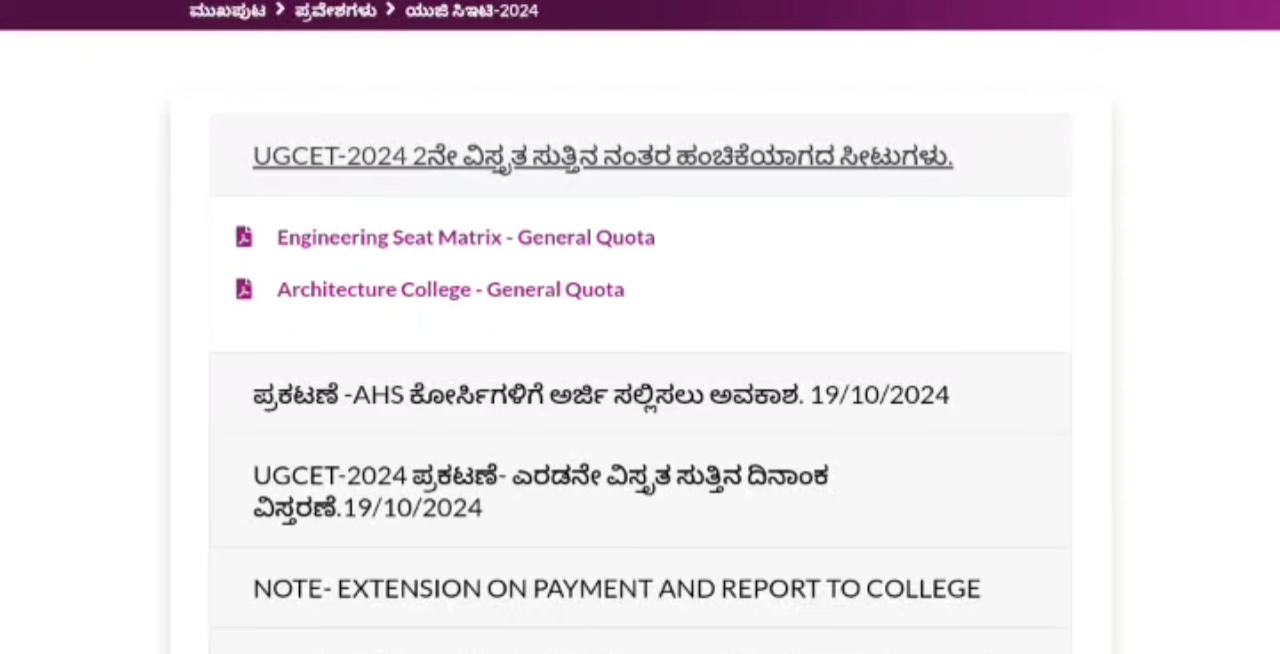 ಮುಖಪುಟ > ಪ್ರವೇಶಗಳು > ಯುಜಿ ಸಿಇಟಿ-2024
UGCET-2024 2ನೇ ವಿಸ್ತೃತ ಸುತ್ತಿನ ನಂತರ ಹಂಚಿಕೆಯಾಗದ ಸೀಟುಗಳು.
Engineering Seat Matrix - General Quota
Architecture College - General Quota
ಪ್ರಕಟಣೆ -AHS ಕೋರ್ಸಿಗಳಿಗೆ ಅರ್ಜಿ ಸಲ್ಲಿಸಲು ಅವಕಾಶ. 19/10/2024
UGCET-2024 ಪ್ರಕಟಣೆ- ಎರಡನೇ ವಿಸ್ತೃತ ಸುತ್ತಿನ ದಿನಾಂಕ
ವಿಸ್ತರಣೆ.19/10/2024
NOTE- EXTENSION ON PAYMENT AND REPORT TO COLLEGE